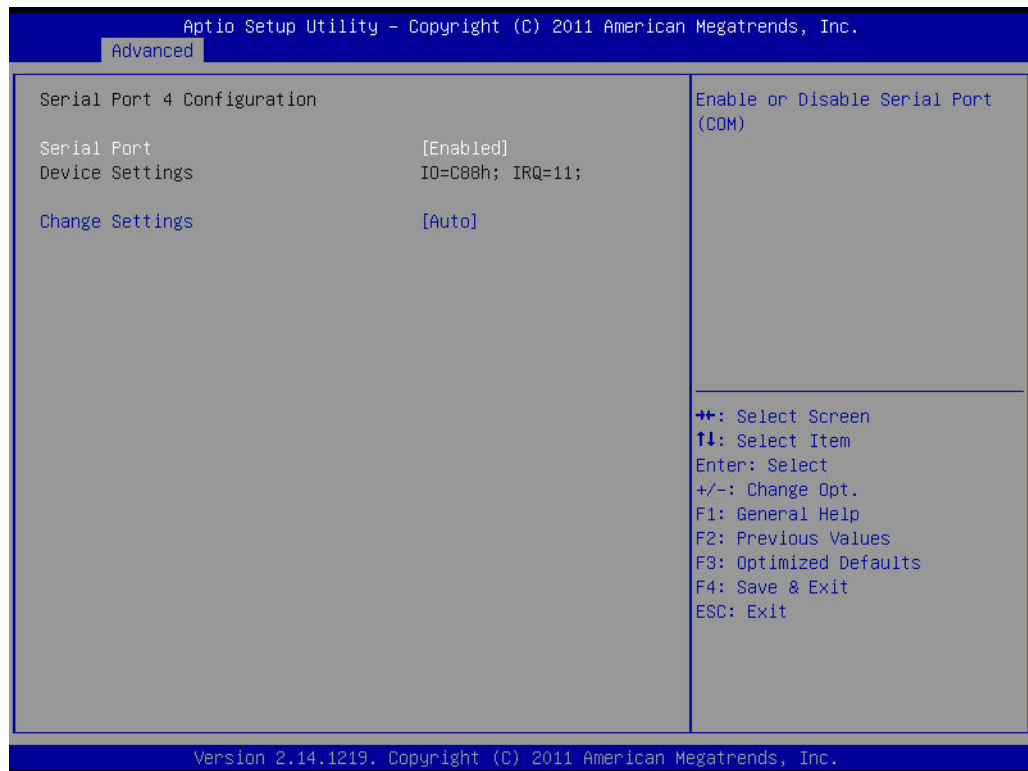 Aptio Setup Utility – Copyright (C) 2011 American Megatrends, Inc.
Advanced
Serial Port 4 Configuration
Serial Port [Enabled]
Device Settings IO=C88h; IRQ=11;
Change Settings [Auto]
Enable or Disable Serial Port
(COM)
→←: Select Screen
↑↓: Select Item
Enter: Select
+/-: Change Opt.
F1: General Help
F2: Previous Values
F3: Optimized Defaults
F4: Save & Exit
ESC: Exit
Version 2.14.1219. Copyright (C) 2011 American Megatrends, Inc.